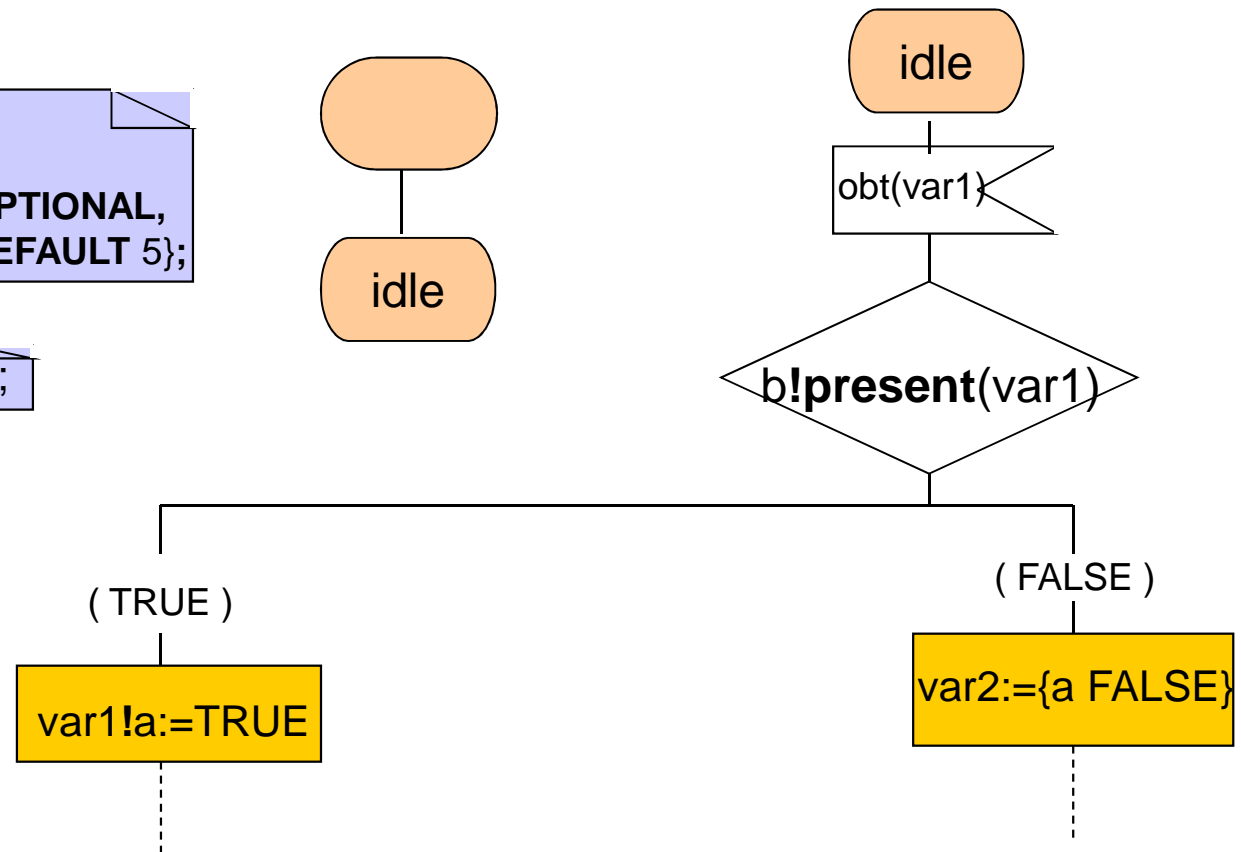 idle
obt(var1)
PTIONAL,
EFAULT 5};
idle
;
b!present(var1)
( TRUE )
( FALSE )
var1!a:=TRUE
var2:={a FALSE}